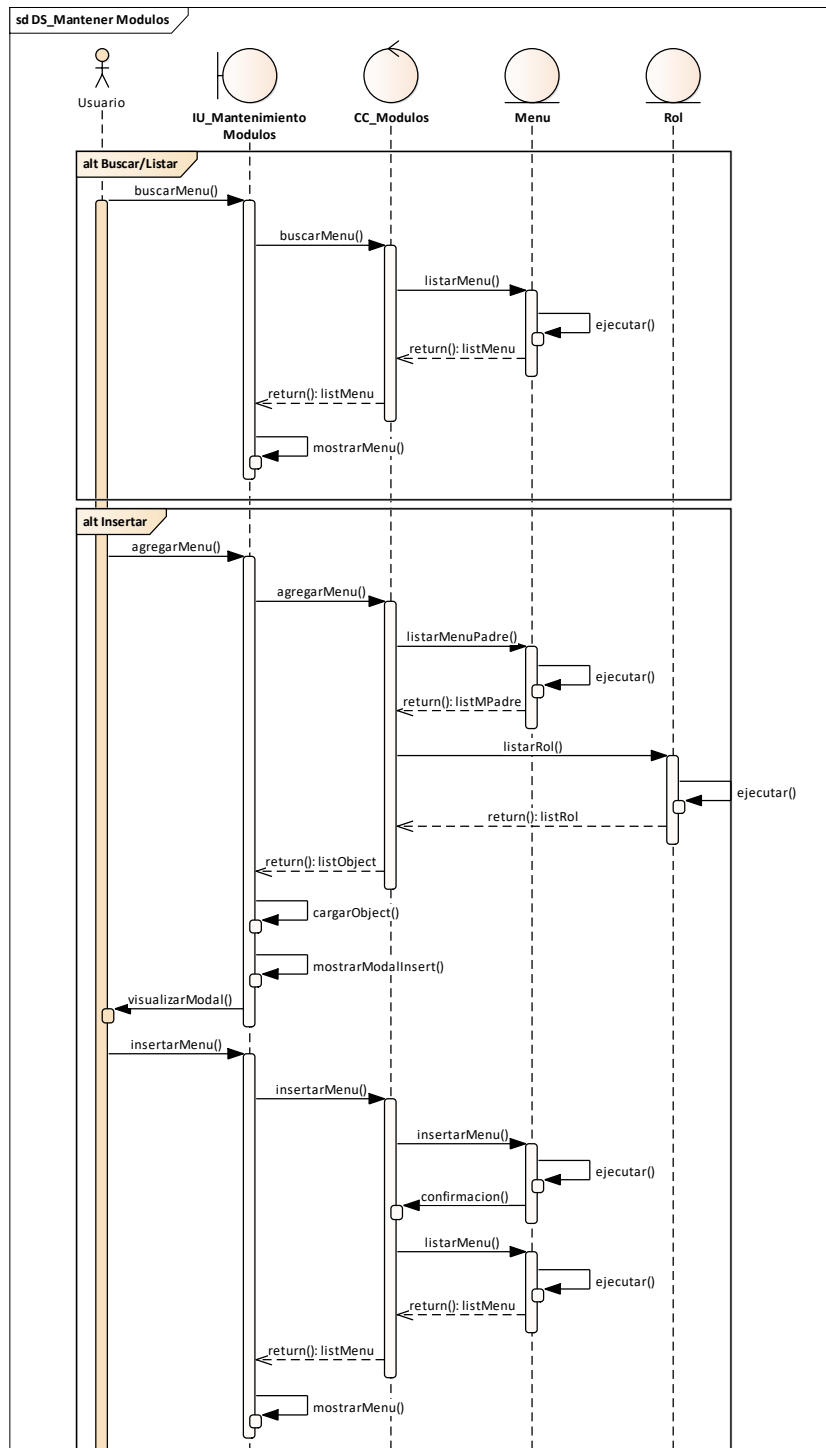 sd DS_Mantener Modulos
Usuario
IU_Mantenimiento
Modulos
CC_Modulos
Menu
Rol
alt Buscar/Listar
buscarMenu()
buscarMenu()
listarMenu()
ejecutar()
return(): listMenu
return(): listMenu
mostrarMenu()
alt Insertar
agregarMenu()
agregarMenu()
listarMenuPadre()
ejecutar()
return(): listMPadre
listarRol()
ejecutar()
return(): listRol
return(): listObject
cargarObject()
mostrarModalInsert()
visualizarModal()
insertarMenu()
insertarMenu()
insertarMenu()
ejecutar()
confirmacion()
listarMenu()
ejecutar()
return(): listMenu
return(): listMenu
mostrarMenu()